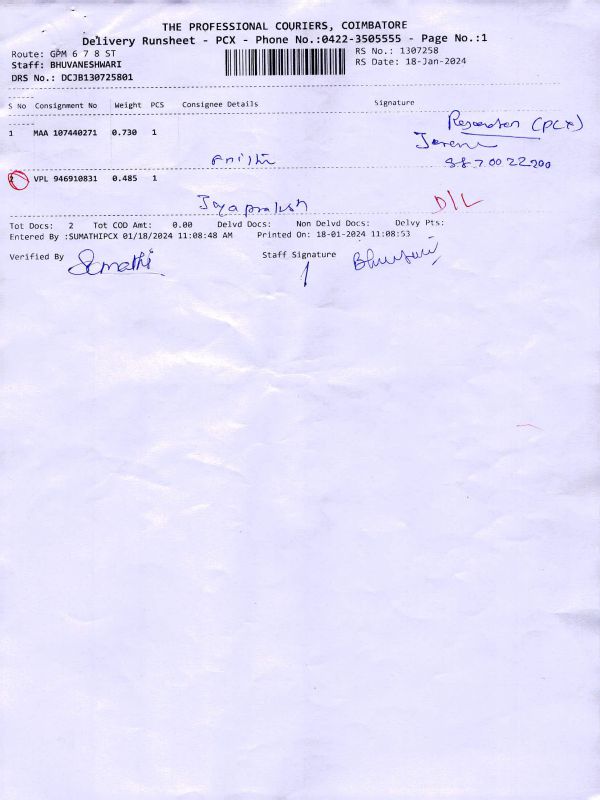 THE PROFESSIONAL COURIERS, COIMBATORE
Delivery Runsheet - PCX - Phone No.:0422-3505555 - Page No.:1
Route: GPM 6 7 8 ST
RS No.: 1307258
Staff: BHUVANESHWARI
RS Date: 18-Jan-2024
DRS No.: DCJB130725801
S No Consignment No Weight PCS Consignee Details Signature
1 MAA 107440271 0.730 1
(PCX)
2 VPL 946910831 0.485 1
Jayaprakash
D/L
Tot Docs: 2 Tot COD Amt: 0.00 Delvd Docs: Non Delvd Docs: Delvy Pts:
Entered By :SUMATHIPCX 01/18/2024 11:08:48 AM Printed On: 18-01-2024 11:08:53
Verified By Sumathi Staff Signature